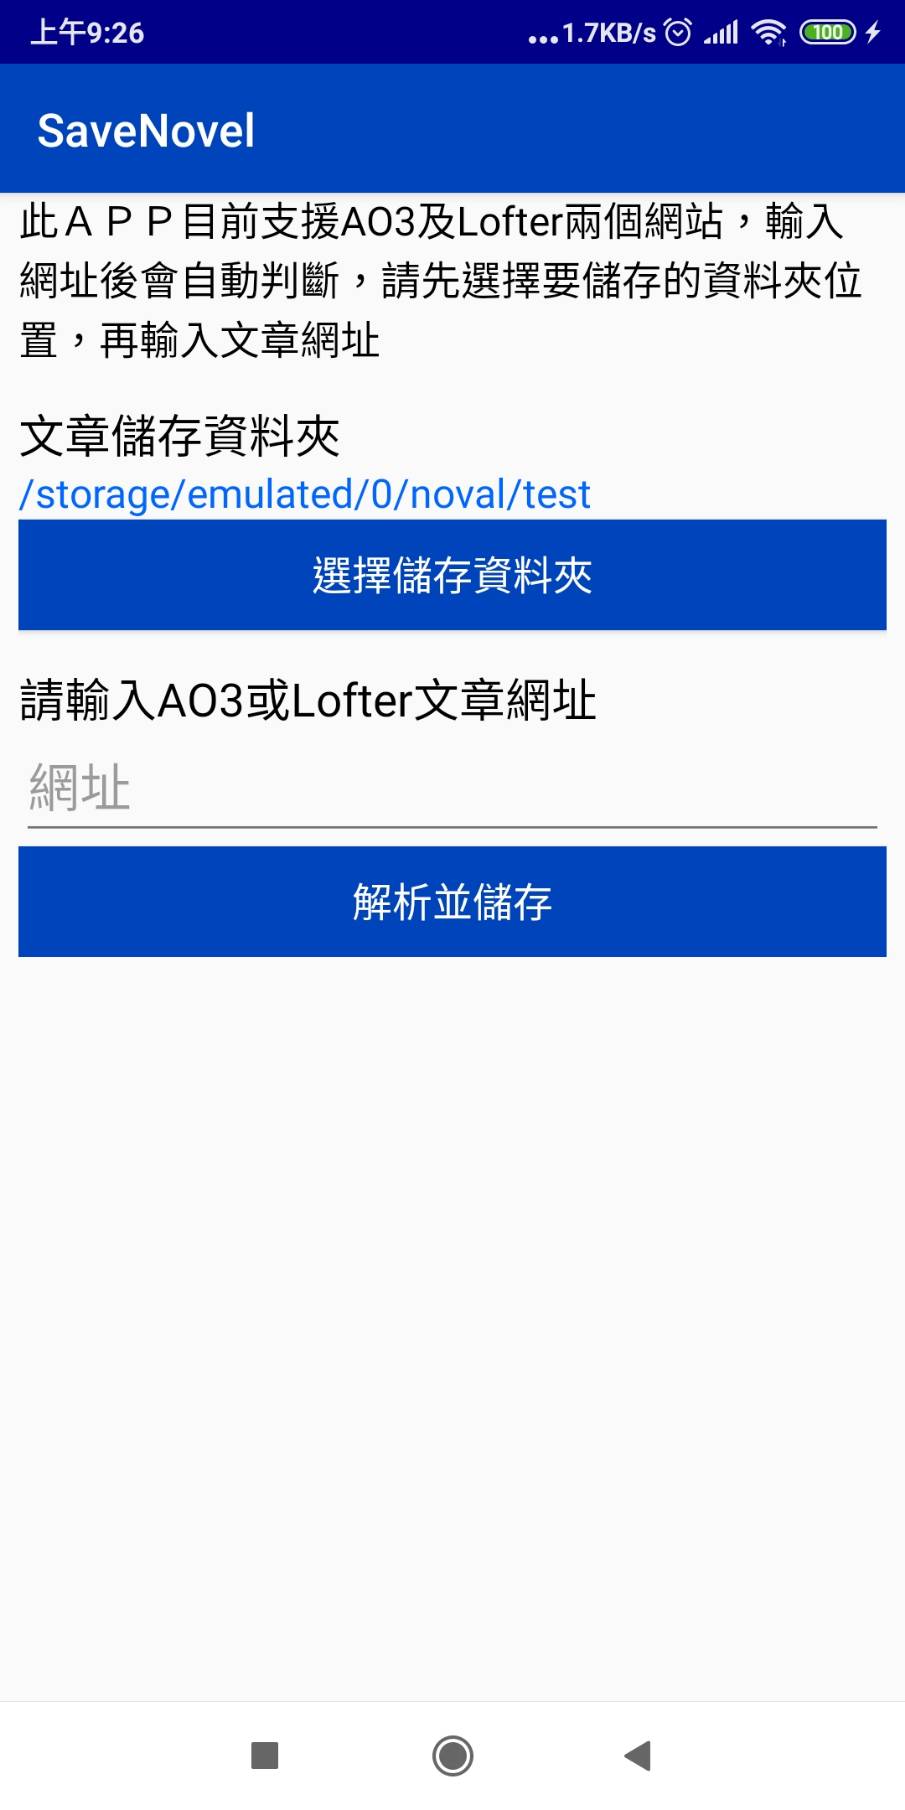 上午9:26
...1.7KB/s 100
SaveNovel
此ＡＰＰ目前支援AO3及Lofter兩個網站，輸入
網址後會自動判斷，請先選擇要儲存的資料夾位
置，再輸入文章網址
文章儲存資料夾
/storage/emulated/0/noval/test
選擇儲存資料夾
請輸入AO3或Lofter文章網址
網址
解析並儲存